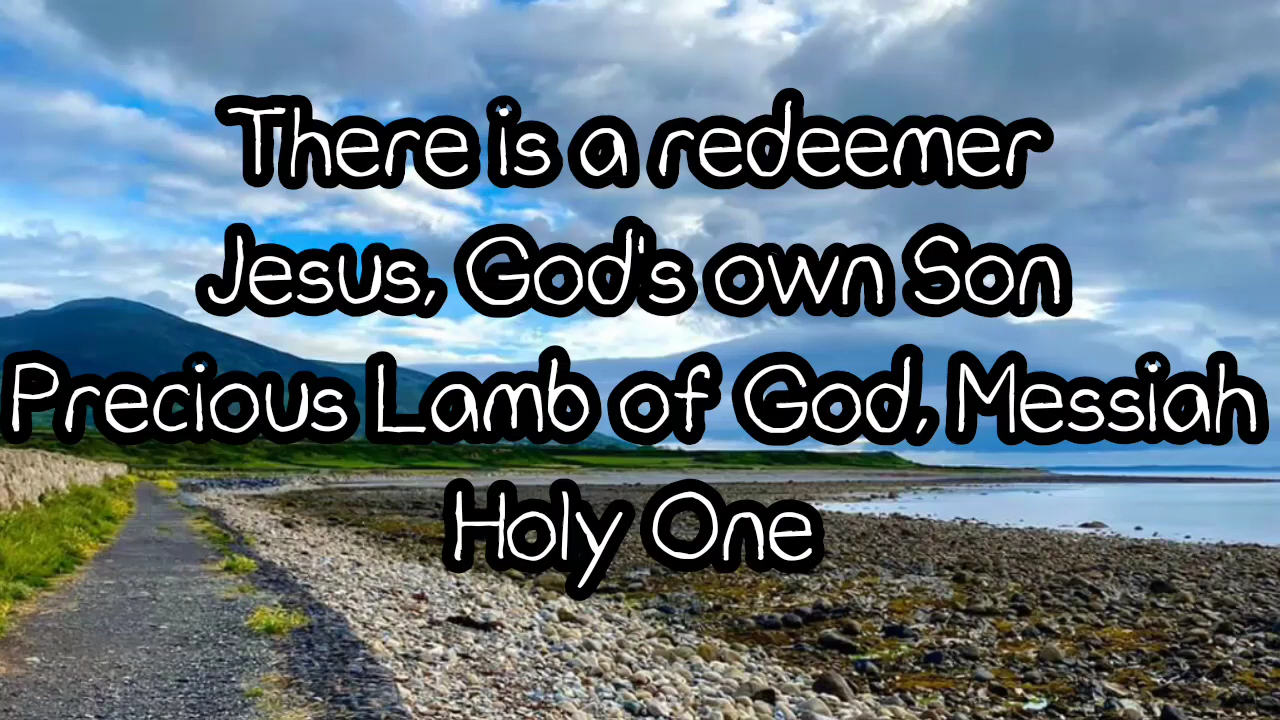 There is a redeemer
Jesus, God's own Son
Precious Lamb of God, Messiah
Holy One